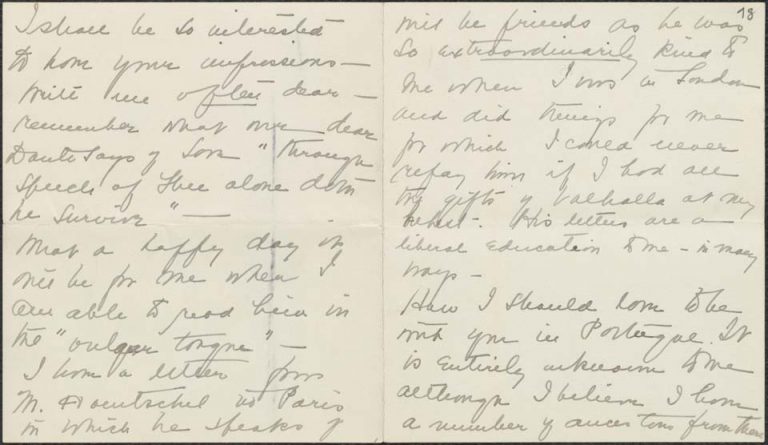 I shall be so interested
to hear your impressions —
write me often dear —
remember what our dear
Dante says of Love "through
speech of thee alone doth
he survive" —
What a happy day it
will be for me when I
am able to read him in
the "vulgar tongue" —
I have a letter from
M. Hoentschel in Paris
in which he speaks of
78
will be friends as he was
so extraordinarily kind to
me when I was in London
and did things for me
for which I could never
repay him if I had all
the gifts of Valhalla at my
behest. His letters are a
liberal education to me — in many
ways —
How I should love to be
with you in Portugal. It
is entirely unknown to me
although I believe I have
a number of ancestors from there